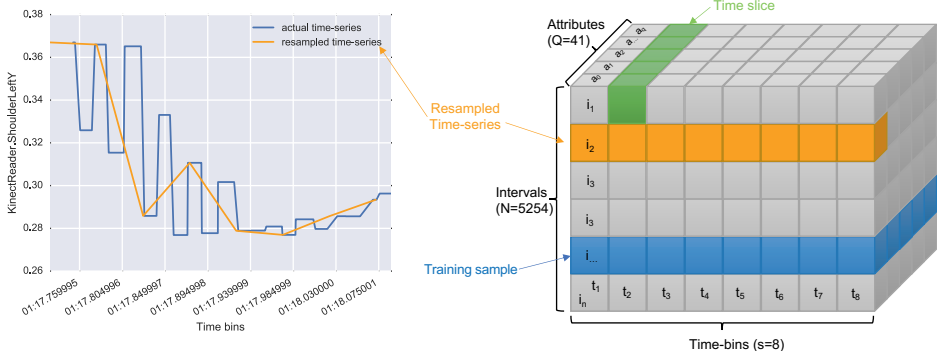 actual time-series
resampled time-series
0.38
0.36
0.34
0.32
0.30
0.28
0.26
KinectReader.ShoulderLeftY
01:17.759995
01:17.804996
01:17.849997
01:17.894998
01:17.939999
01:17.984999
01:18.030000
01:18.075001
Time bins
Resampled
Time-series
Training sample
Time slice
Attributes
(Q=41)
a0 a1 a2 a... aq
Intervals
(N=5254)
i1
i2
i3
i3
i...
in t1 t2 t3 t4 t5 t6 t7 t8
Time-bins (s=8)